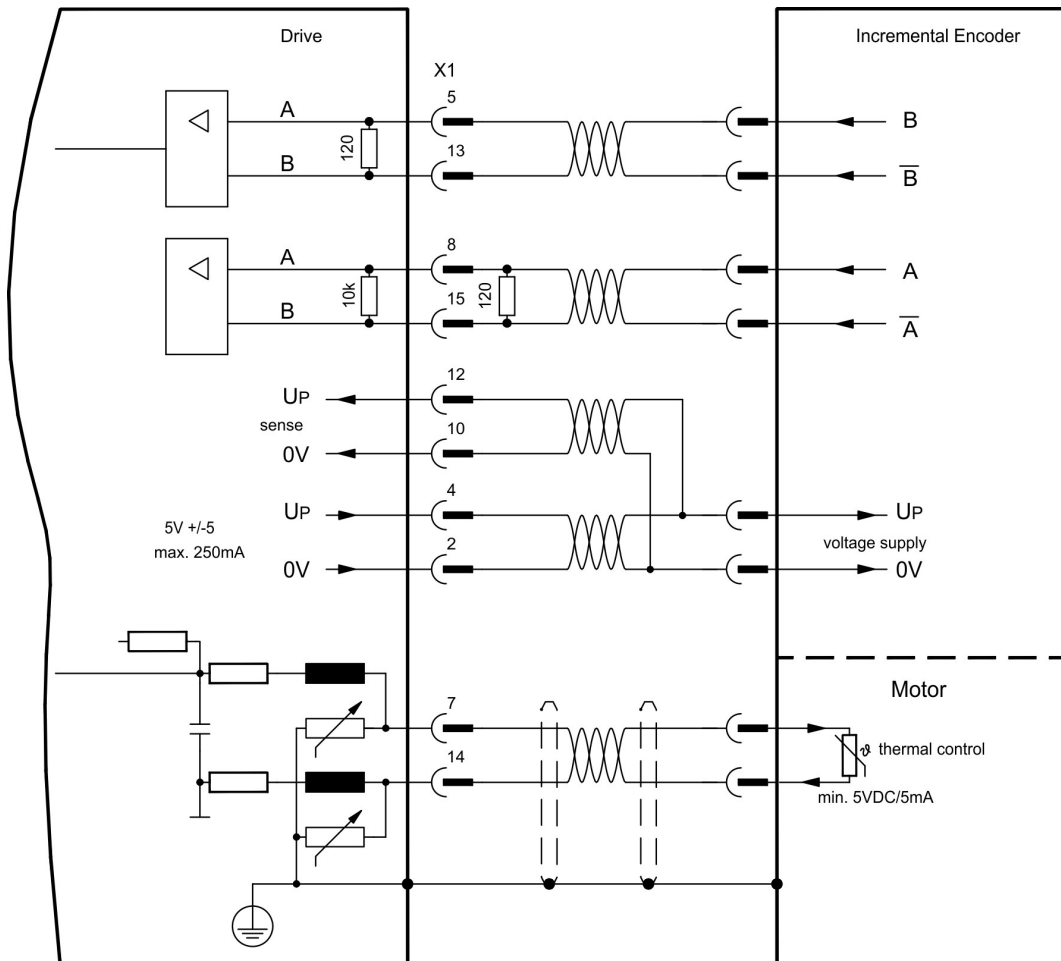 Drive
Incremental Encoder
X1
A
5
B
120
B
13
B̅
A
8
A
10k
15
120
B
A̅
UP
12
sense
0V
10
UP
4
UP
5V +/-5
max. 250mA
voltage supply
0V
2
0V
Motor
7
14
ϑ thermal control
min. 5VDC/5mA